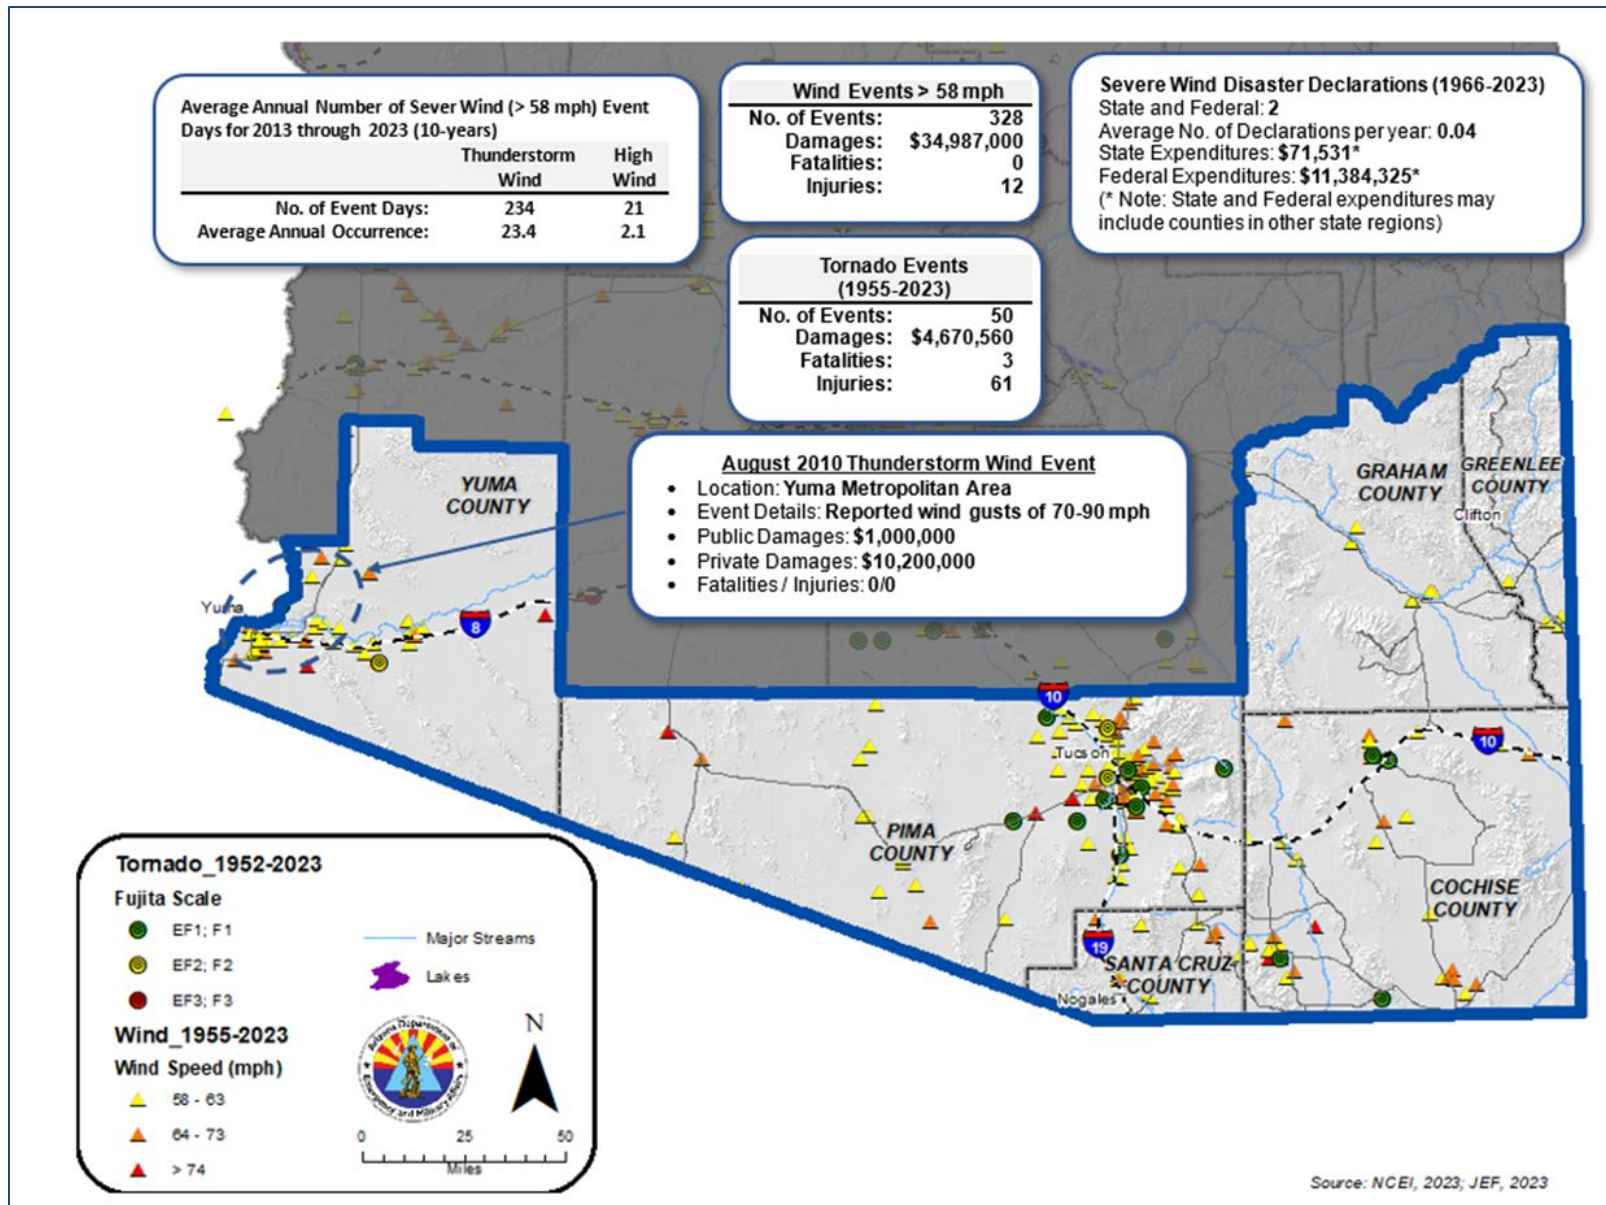 Average Annual Number of Sever Wind (> 58 mph) Event
Days for 2013 through 2023 (10-years)
Thunderstorm High
Wind Wind
No. of Event Days: 234 21
Average Annual Occurrence: 23.4 2.1
Wind Events > 58 mph
No. of Events: 328
Damages: $34,987,000
Fatalities: 0
Injuries: 12
Severe Wind Disaster Declarations (1966-2023)
State and Federal: 2
Average No. of Declarations per year: 0.04
State Expenditures: $71,531*
Federal Expenditures: $11,384,325*
(* Note: State and Federal expenditures may
include counties in other state regions)
Tornado Events
(1955-2023)
No. of Events: 50
Damages: $4,670,560
Fatalities: 3
Injuries: 61
August 2010 Thunderstorm Wind Event
• Location: Yuma Metropolitan Area
• Event Details: Reported wind gusts of 70-90 mph
• Public Damages: $1,000,000
• Private Damages: $10,200,000
• Fatalities / Injuries: 0/0
YUMA
COUNTY
GRAHAM
COUNTY
GREENLEE
COUNTY
Clifton
Yuma
8
10
Tucson
10
PIMA
COUNTY
COCHISE
COUNTY
19
SANTA CRUZ
COUNTY
Nogales
Tornado_1952-2023
Fujita Scale
EF1; F1
EF2; F2
EF3; F3
Wind_1955-2023
Wind Speed (mph)
58 - 63
64 - 73
> 74
Major Streams
Lakes
Arizona Department of
Emergency and Military Affairs
N
0 25 50
Miles
Source: NCEI, 2023; JEF, 2023